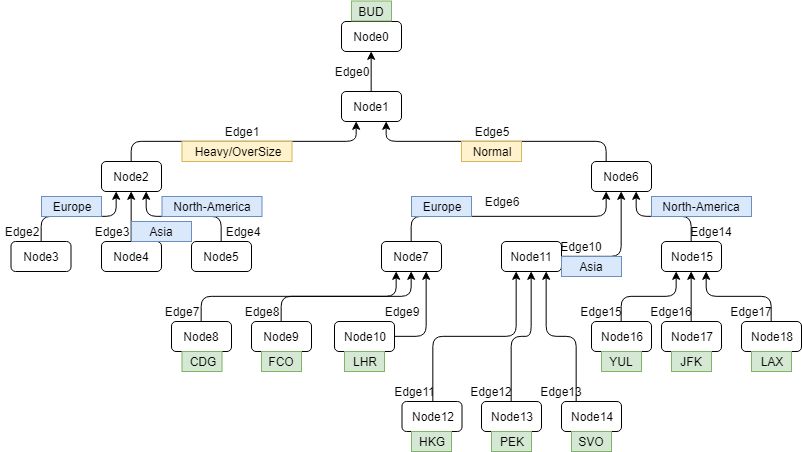 BUD
Node0
Edge0
Node1
Edge1
Edge5
Heavy/OverSize
Normal
Node2
Node6
Europe
North-America
Europe
Edge6
North-America
Edge2
Edge3
Asia
Edge4
Edge14
Node3
Node4
Node5
Node7
Node11
Edge10
Asia
Node15
Edge7
Edge8
Edge9
Edge15
Edge16
Edge17
Node8
Node9
Node10
Node16
Node17
Node18
CDG
FCO
LHR
YUL
JFK
LAX
Edge11
Edge12
Edge13
Node12
Node13
Node14
HKG
PEK
SVO